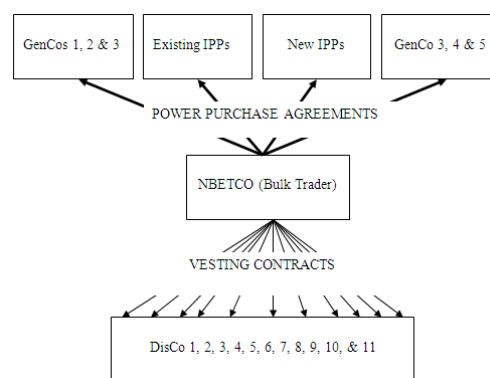 GenCos 1, 2 & 3
Existing IPPs
New IPPs
GenCo 3, 4 & 5
POWER PURCHASE AGREEMENTS
NBETCO (Bulk Trader)
VESTING CONTRACTS
DisCo 1, 2, 3, 4, 5, 6, 7, 8, 9, 10, & 11